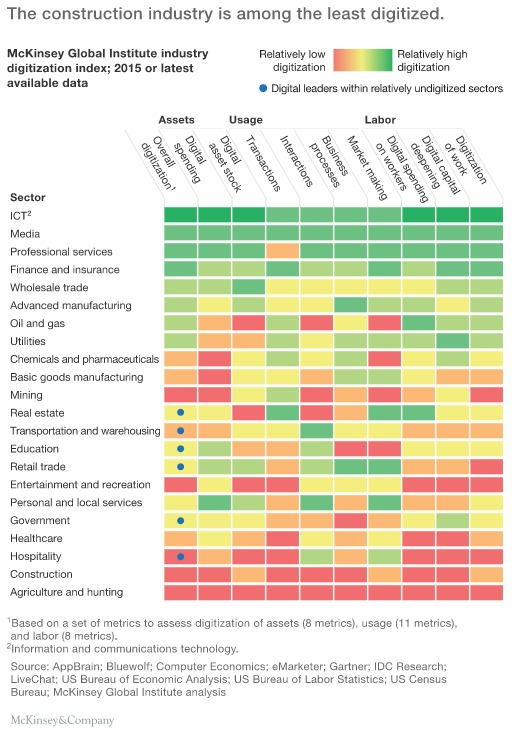 The construction industry is among the least digitized.
McKinsey Global Institute industry
digitization index; 2015 or latest
available data
Relatively low
digitization
Relatively high
digitization
Digital leaders within relatively undigitized sectors
Assets
Usage
Labor
Overall
digitization¹
Digital
spending
Digital
asset stock
Transactions
Interactions
Business
processes
Market making
Digital spending
on workers
Digital capital
deepening
Digitization
of work
Sector
ICT²
Media
Professional services
Finance and insurance
Wholesale trade
Advanced manufacturing
Oil and gas
Utilities
Chemicals and pharmaceuticals
Basic goods manufacturing
Mining
Real estate
Transportation and warehousing
Education
Retail trade
Entertainment and recreation
Personal and local services
Government
Healthcare
Hospitality
Construction
Agriculture and hunting
¹Based on a set of metrics to assess digitization of assets (8 metrics), usage (11 metrics),
and labor (8 metrics).
²Information and communications technology.
Source: AppBrain; Bluewolf; Computer Economics; eMarketer; Gartner; IDC Research;
LiveChat; US Bureau of Economic Analysis; US Bureau of Labor Statistics; US Census
Bureau; McKinsey Global Institute analysis
McKinsey&Company